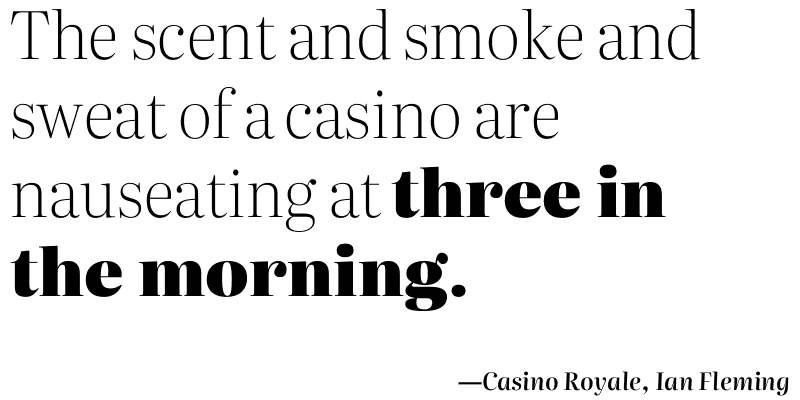 The scent and smoke and
sweat of a casino are
nauseating at three in
the morning.
—Casino Royale, Ian Fleming